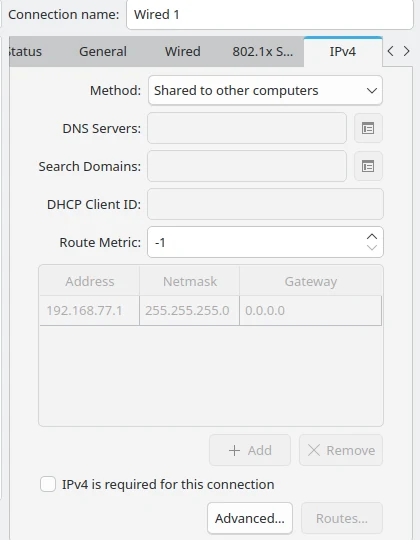 Connection name: Wired 1
Status General Wired 802.1x S... IPv4
Method: Shared to other computers
DNS Servers:
Search Domains:
DHCP Client ID:
Route Metric: -1
Address Netmask Gateway
192.168.77.1 255.255.255.0 0.0.0.0
Add Remove
IPv4 is required for this connection
Advanced... Routes...